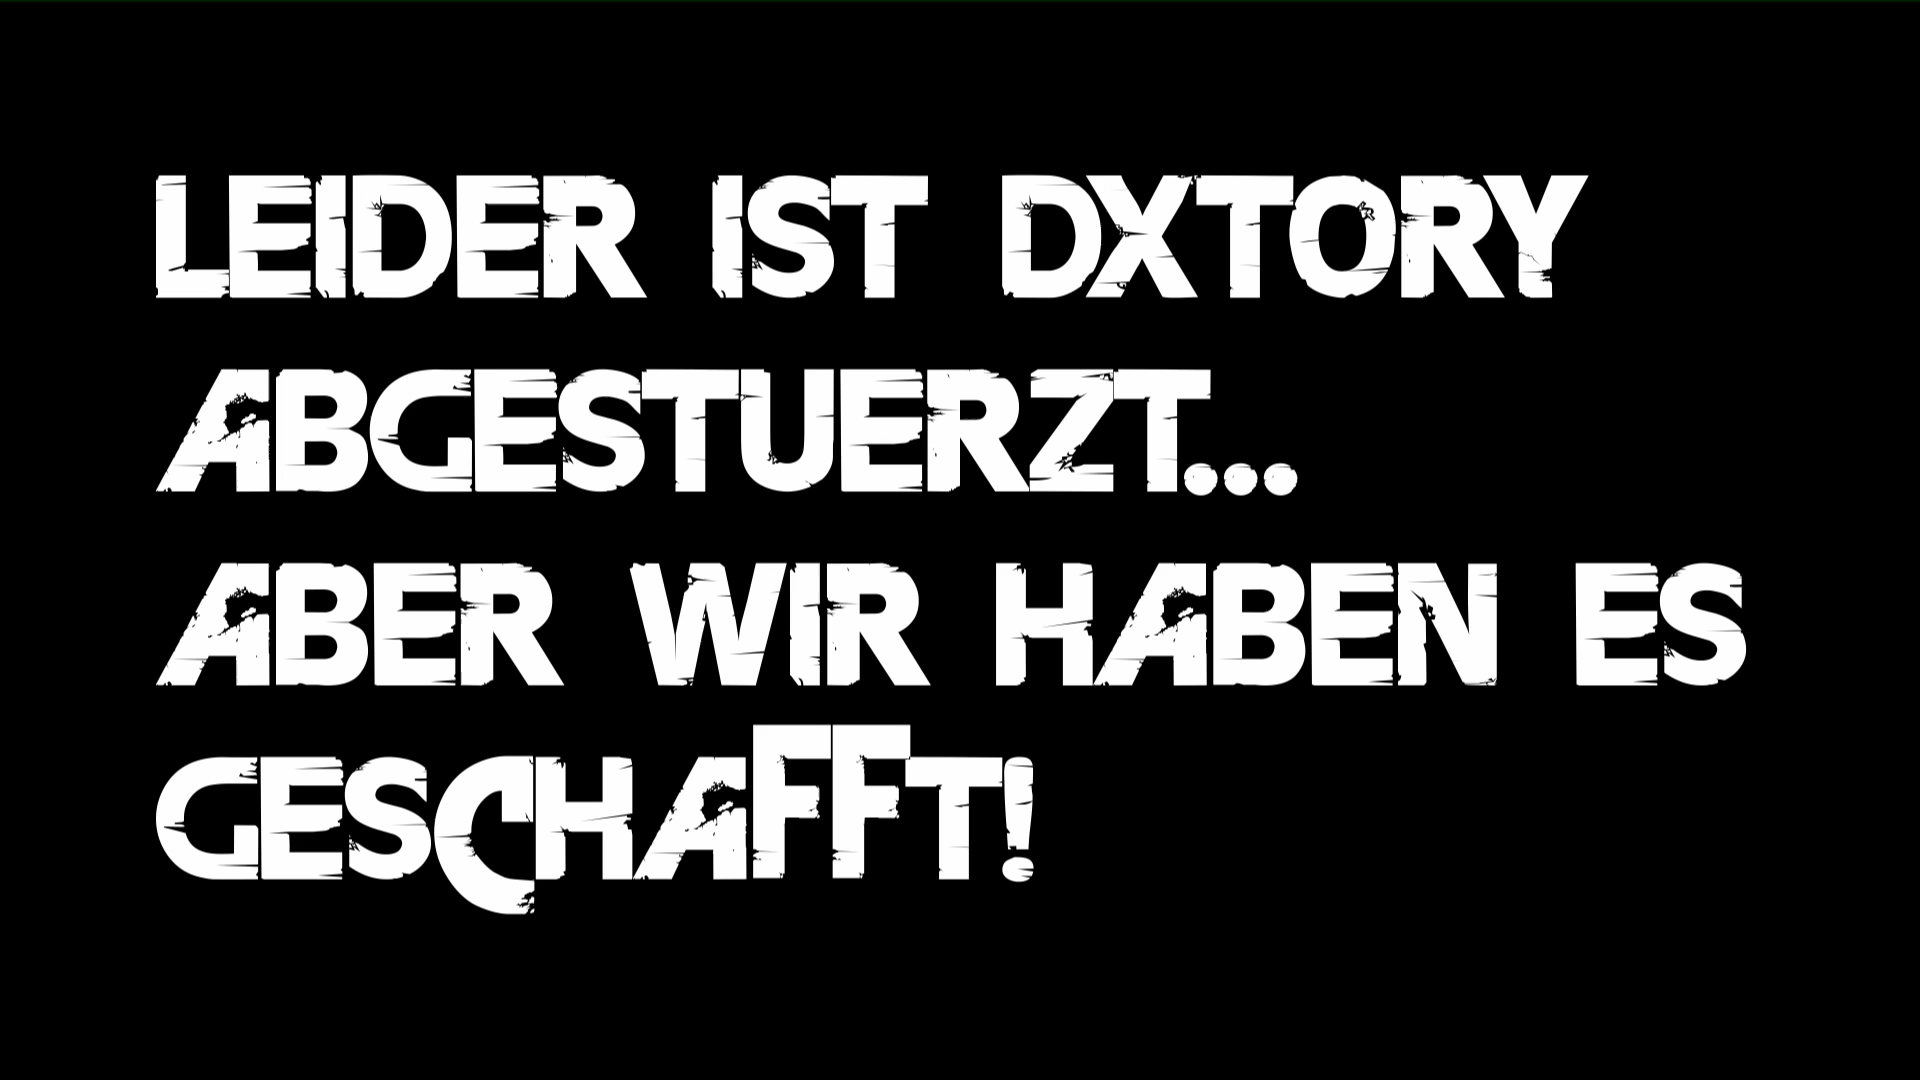 LEIDER IST DXTORY
ABGESTUERZT...
ABER WIR HABEN ES
GESCHAFFT!